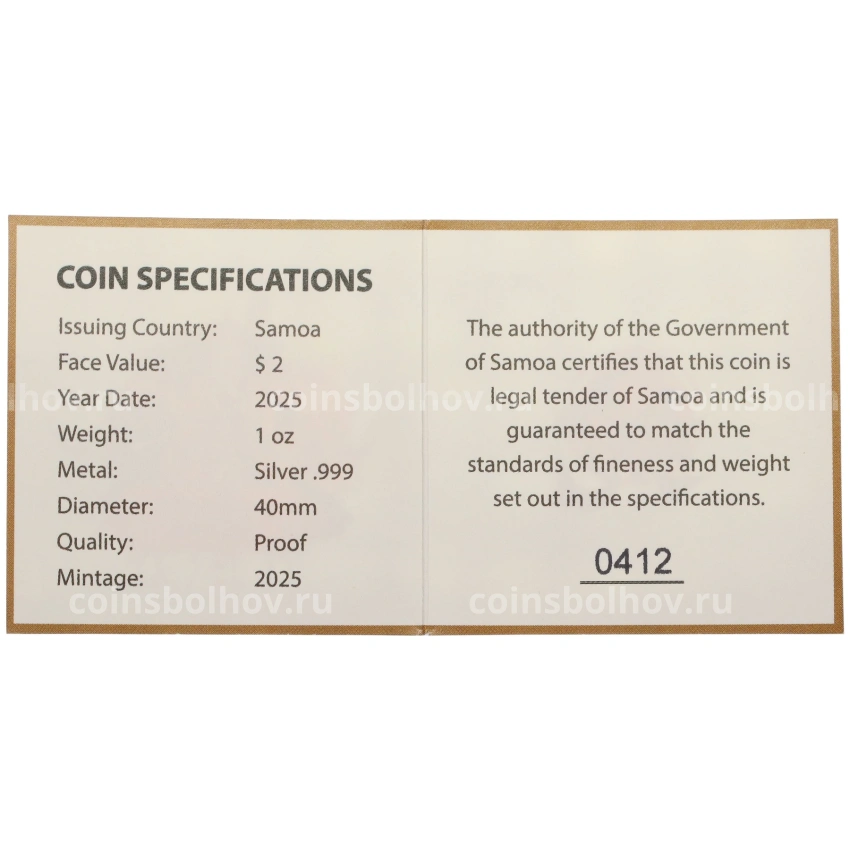 COIN SPECIFICATIONS
Issuing Country: Samoa
Face Value: $ 2
Year Date: 2025
Weight: 1 oz
Metal: Silver .999
Diameter: 40mm
Quality: Proof
Mintage: 2025
The authority of the Government
of Samoa certifies that this coin is
legal tender of Samoa and is
guaranteed to match the
standards of fineness and weight
set out in the specifications.
0412
lhov.ru coinsbolhov.ru coinsbolh
coinsbolhov.ru coinsbolhov.ru